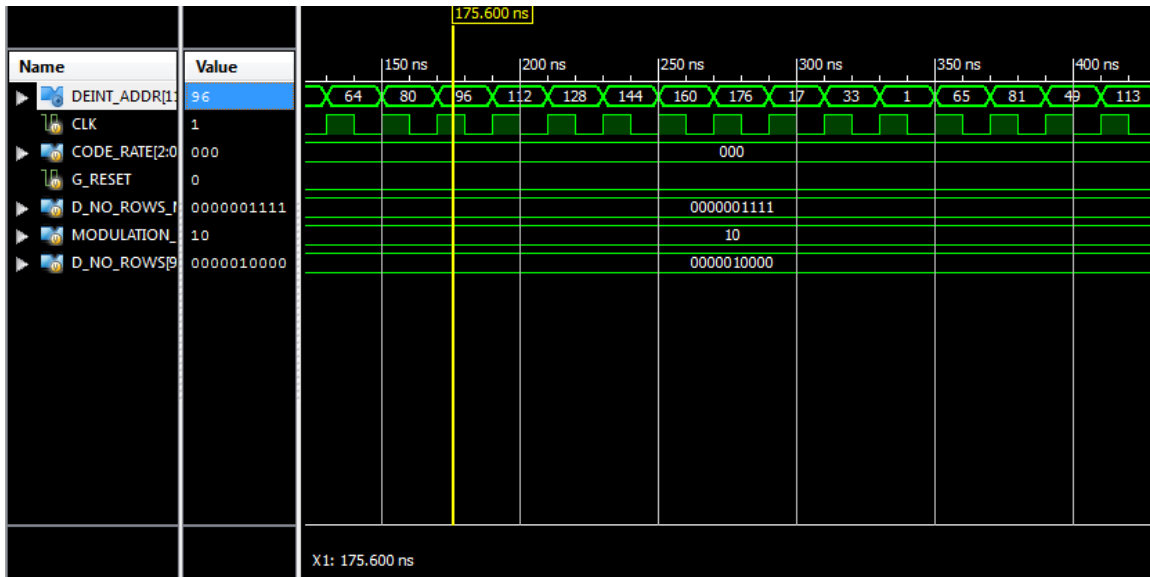 175.600 ns
Name Value
150 ns 200 ns 250 ns 300 ns 350 ns 400 ns
DEINT_ADDR[11: 96 64 80 96 112 128 144 160 176 17 33 1 65 81 49 113
CLK 1
CODE_RATE[2:0 000 000
G_RESET 0
D_NO_ROWS_M 0000001111 0000001111
MODULATION_ 10 10
D_NO_ROWS[9 0000010000 0000010000
X1: 175.600 ns